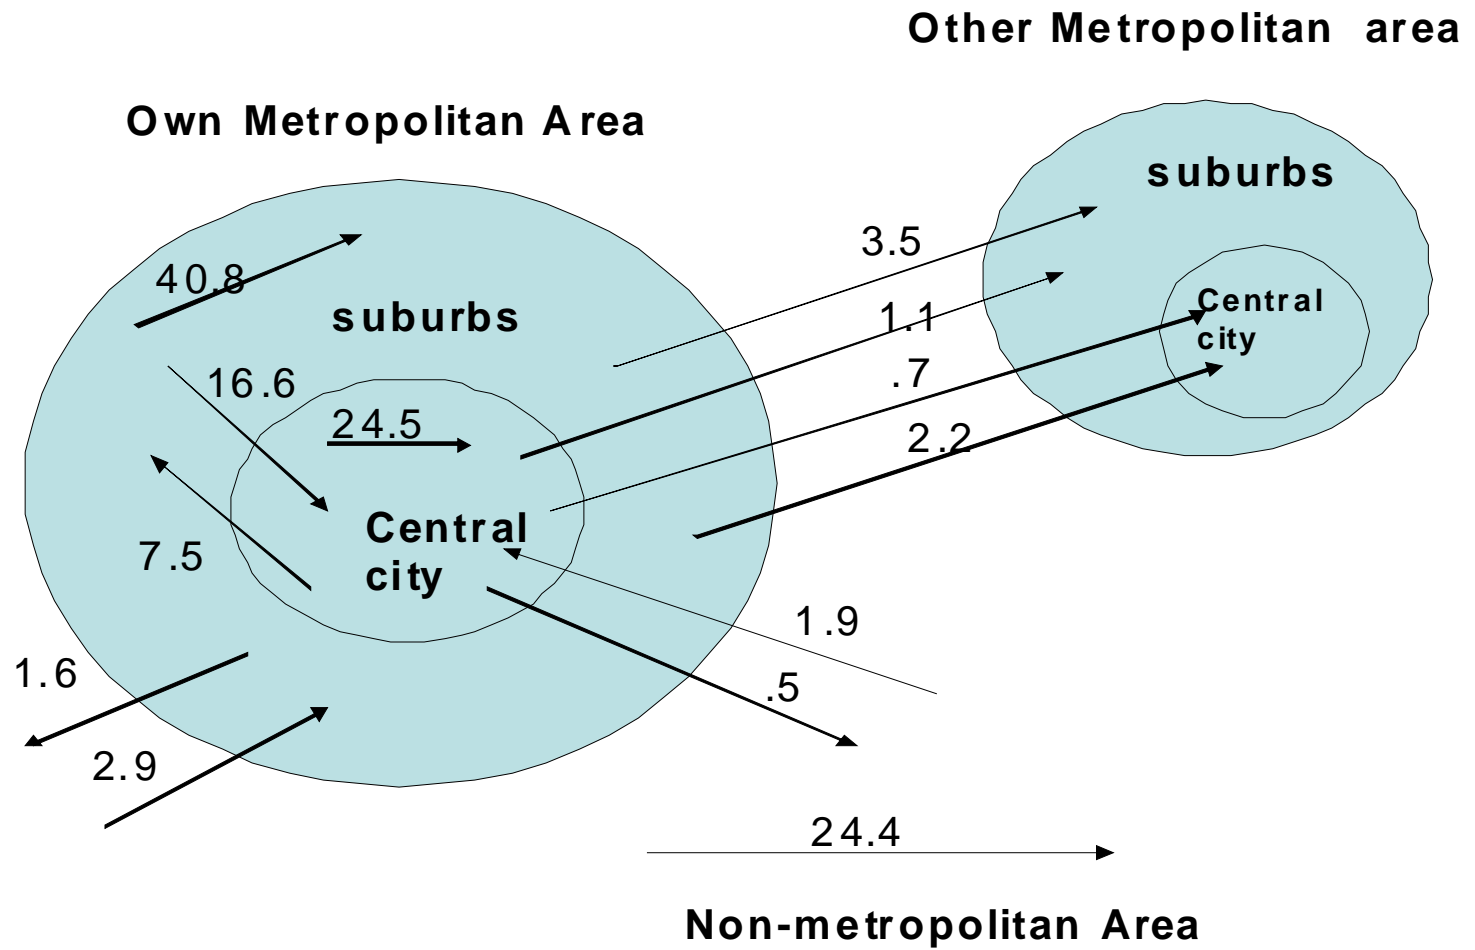 Other Metropolitan area
Own Metropolitan Area
suburbs
3.5
40.8
Central
city
suburbs
1.1
.7
16.6
24.5
2.2
Central
city
7.5
1.9
1.6
.5
2.9
24.4
Non-metropolitan Area